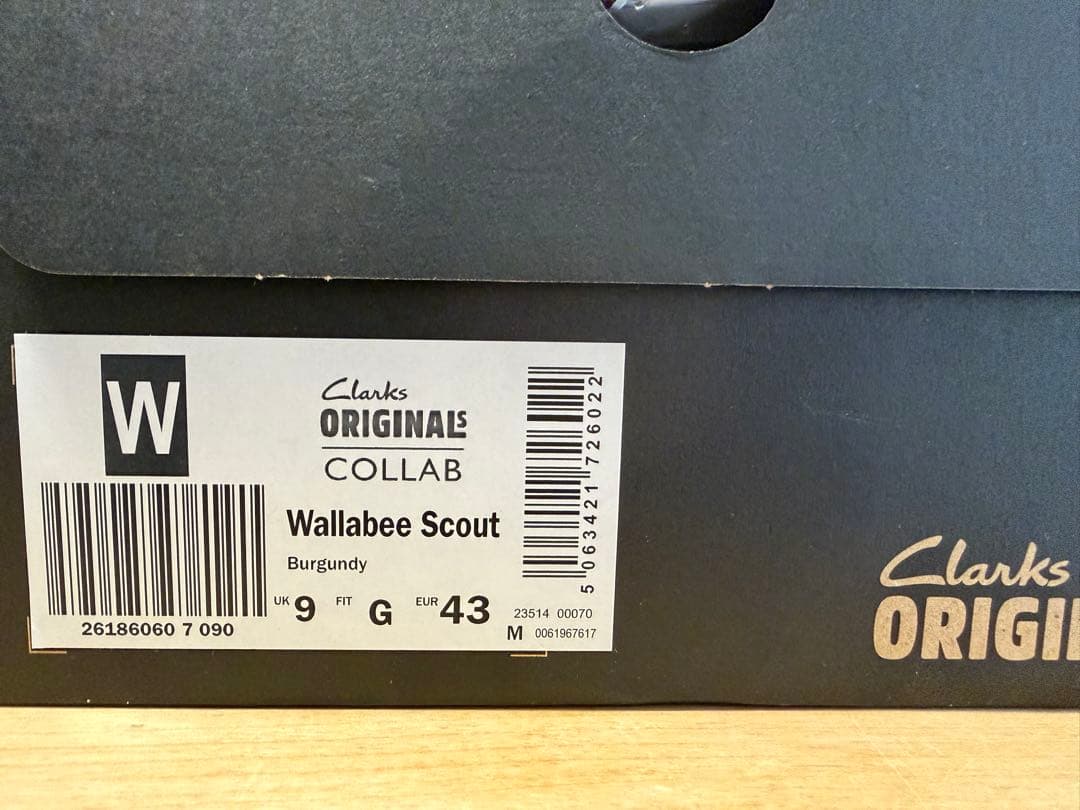 W
Clarks
ORIGINALS
COLLAB
Wallabee Scout
Burgundy
UK 9 FIT G EUR 43
26186060 7 090
5 063421 726022
23514 00070
M 0061967617
Clarks
ORIGI